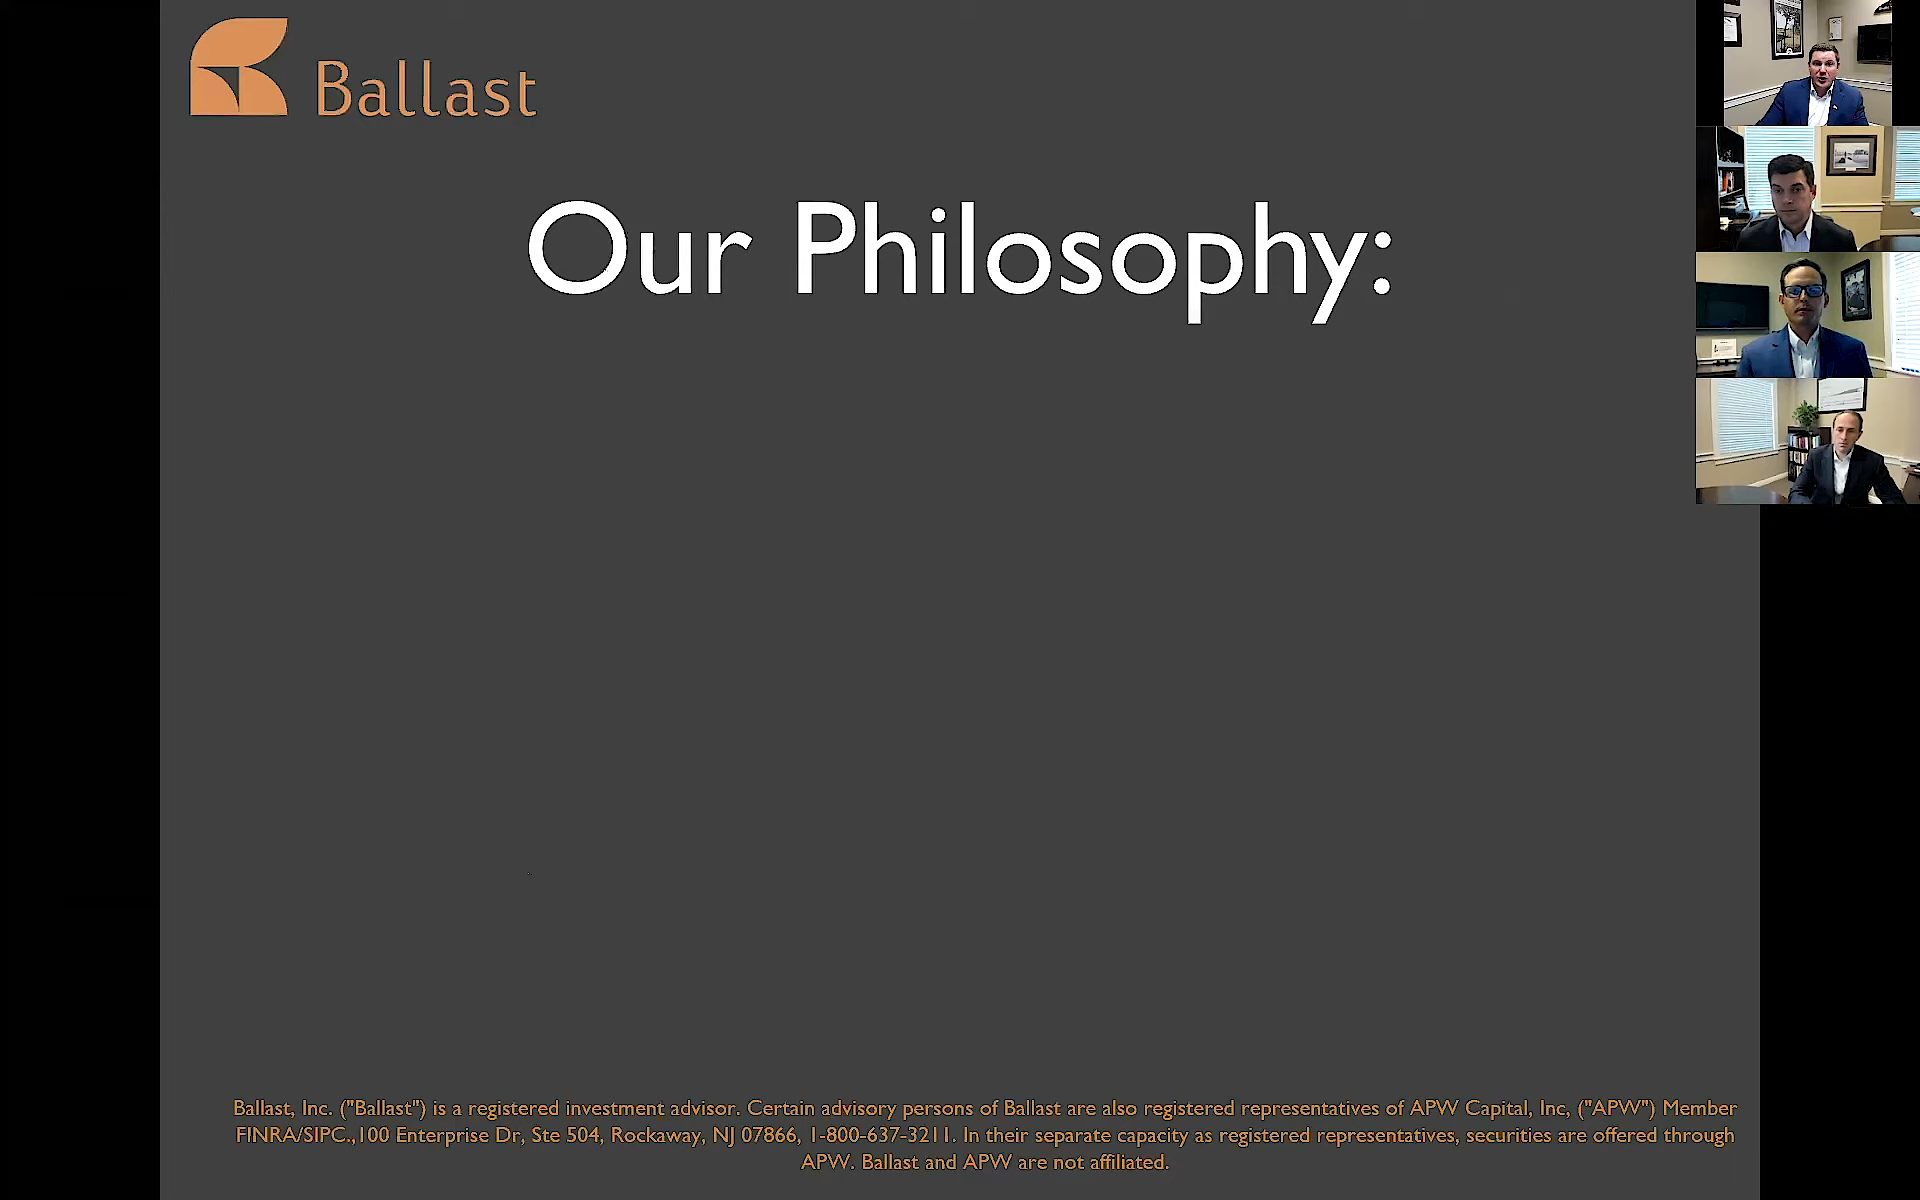 Ballast
Our Philosophy:
Ballast, Inc. ("Ballast") is a registered investment advisor. Certain advisory persons of Ballast are also registered representatives of APW Capital, Inc, ("APW") Member
FINRA/SIPC.,100 Enterprise Dr, Ste 504, Rockaway, NJ 07866, 1-800-637-3211. In their separate capacity as registered representatives, securities are offered through
APW. Ballast and APW are not affiliated.